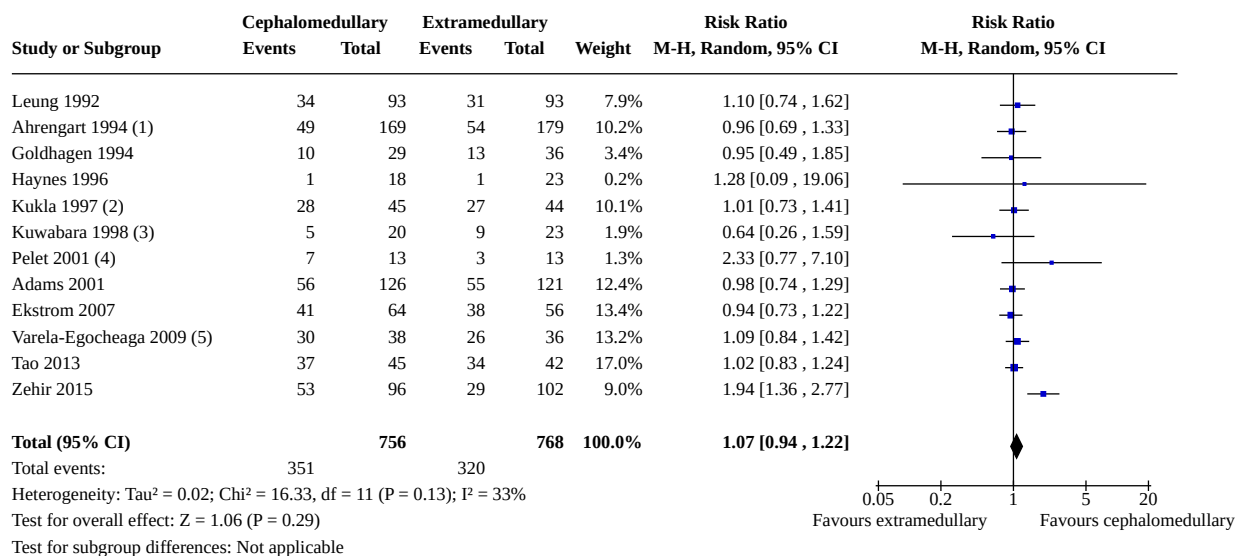 Cephalomedullary Extramedullary Risk Ratio Risk Ratio
Study or Subgroup Events Total Events Total Weight M-H, Random, 95% CI M-H, Random, 95% CI
Leung 1992 34 93 31 93 7.9% 1.10 [0.74 , 1.62]
Ahrengart 1994 (1) 49 169 54 179 10.2% 0.96 [0.69 , 1.33]
Goldhagen 1994 10 29 13 36 3.4% 0.95 [0.49 , 1.85]
Haynes 1996 1 18 1 23 0.2% 1.28 [0.09 , 19.06]
Kukla 1997 (2) 28 45 27 44 10.1% 1.01 [0.73 , 1.41]
Kuwabara 1998 (3) 5 20 9 23 1.9% 0.64 [0.26 , 1.59]
Pelet 2001 (4) 7 13 3 13 1.3% 2.33 [0.77 , 7.10]
Adams 2001 56 126 55 121 12.4% 0.98 [0.74 , 1.29]
Ekstrom 2007 41 64 38 56 13.4% 0.94 [0.73 , 1.22]
Varela-Egocheaga 2009 (5) 30 38 26 36 13.2% 1.09 [0.84 , 1.42]
Tao 2013 37 45 34 42 17.0% 1.02 [0.83 , 1.24]
Zehir 2015 53 96 29 102 9.0% 1.94 [1.36 , 2.77]
Total (95% CI) 756 768 100.0% 1.07 [0.94 , 1.22]
Total events: 351 320
Heterogeneity: Tau² = 0.02; Chi² = 16.33, df = 11 (P = 0.13); I² = 33%
0.05 0.2 1 5 20
Test for overall effect: Z = 1.06 (P = 0.29) Favours extramedullary Favours cephalomedullary
Test for subgroup differences: Not applicable